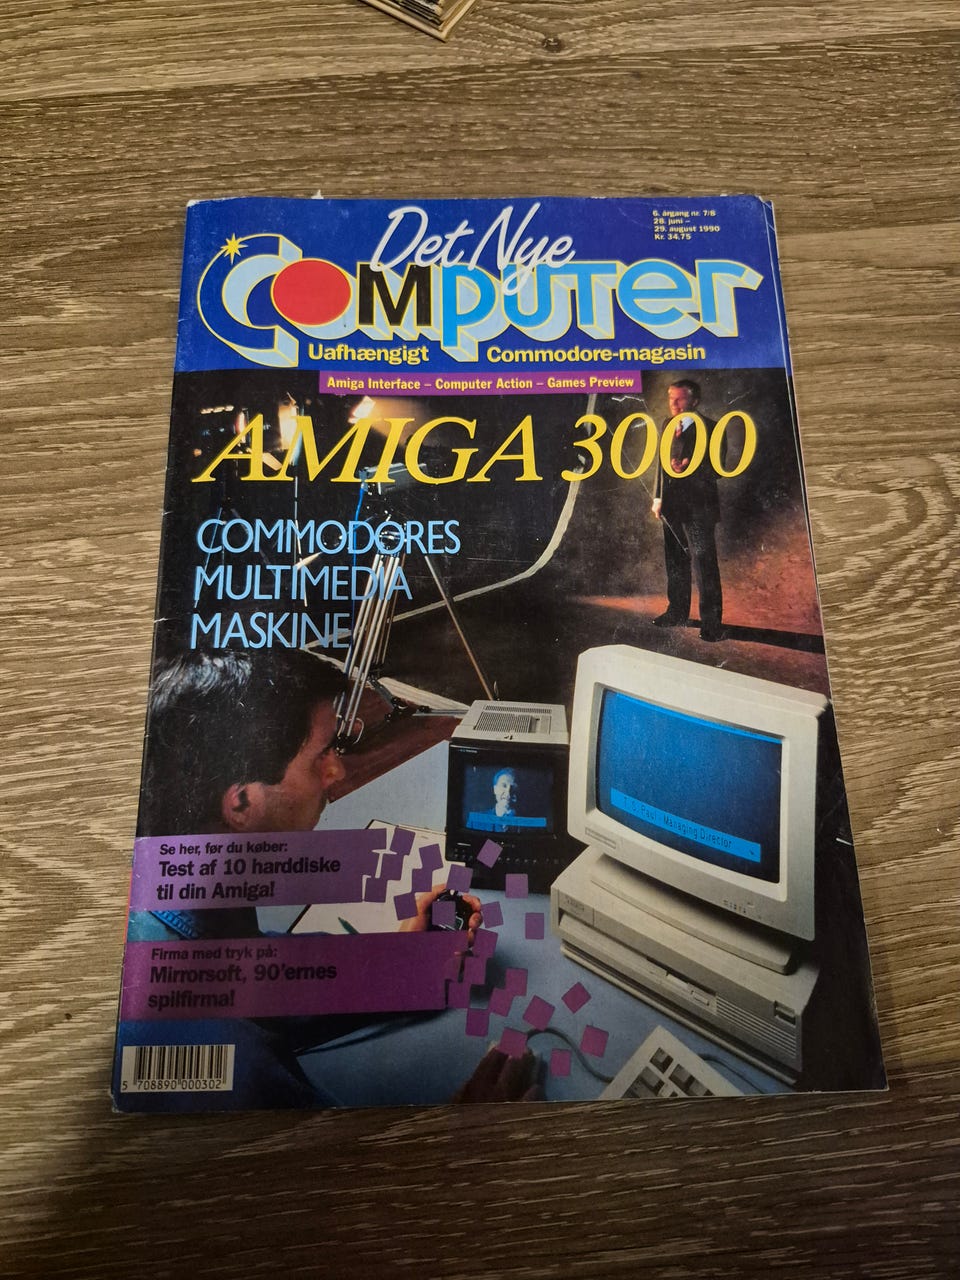 Det Nye
COMPUTER
6. årgang nr. 7/8
28. juni –
29. august 1990
Kr. 34,75
Uafhængigt Commodore-magasin
Amiga Interface – Computer Action – Games Preview
AMIGA 3000
COMMODORES
MULTIMEDIA
MASKINE
Paul - Managing Director
Se her, før du køber:
Test af 10 harddiske
til din Amiga!
Firma med tryk på:
Mirrorsoft, 90'ernes
spilfirma!
5 708890 000302